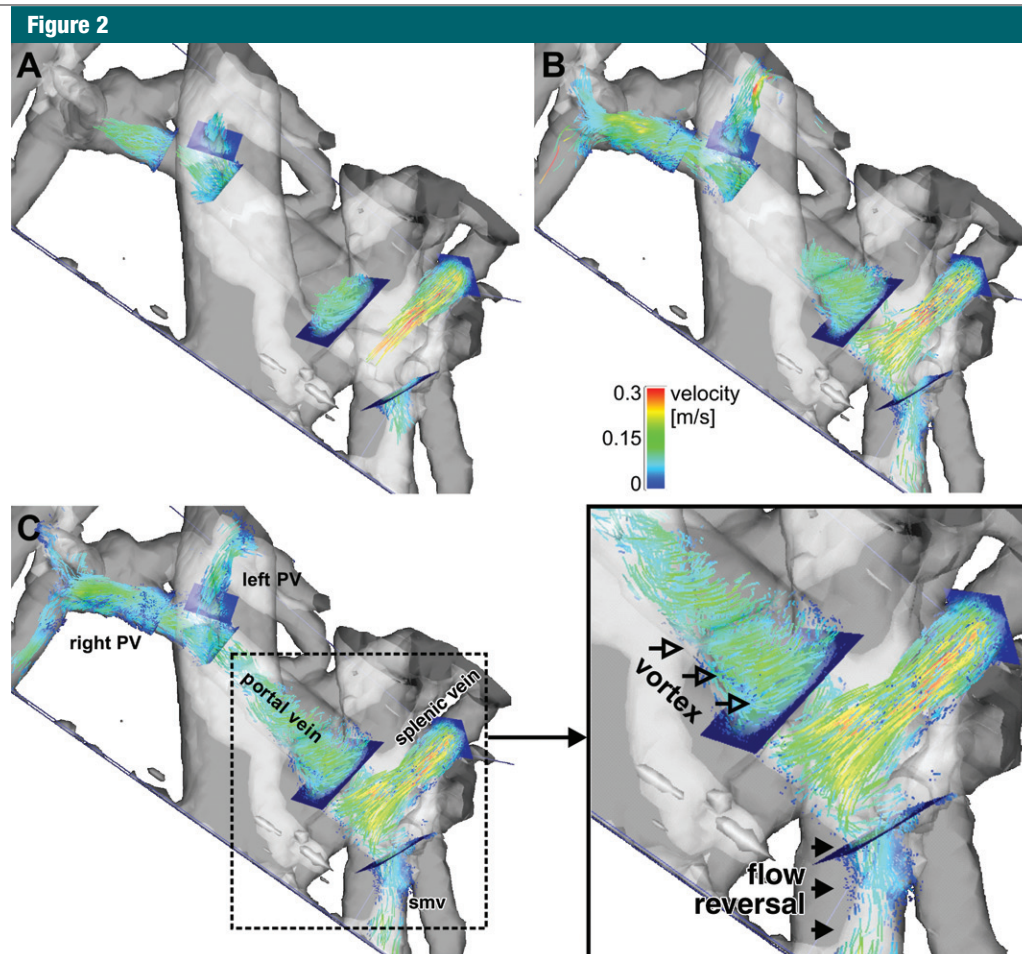 Figure 2
A
B
0.3
velocity
[m/s]
0.15
0
C
left PV
right PV
portal vein
splenic vein
smv
vortex
flow
reversal